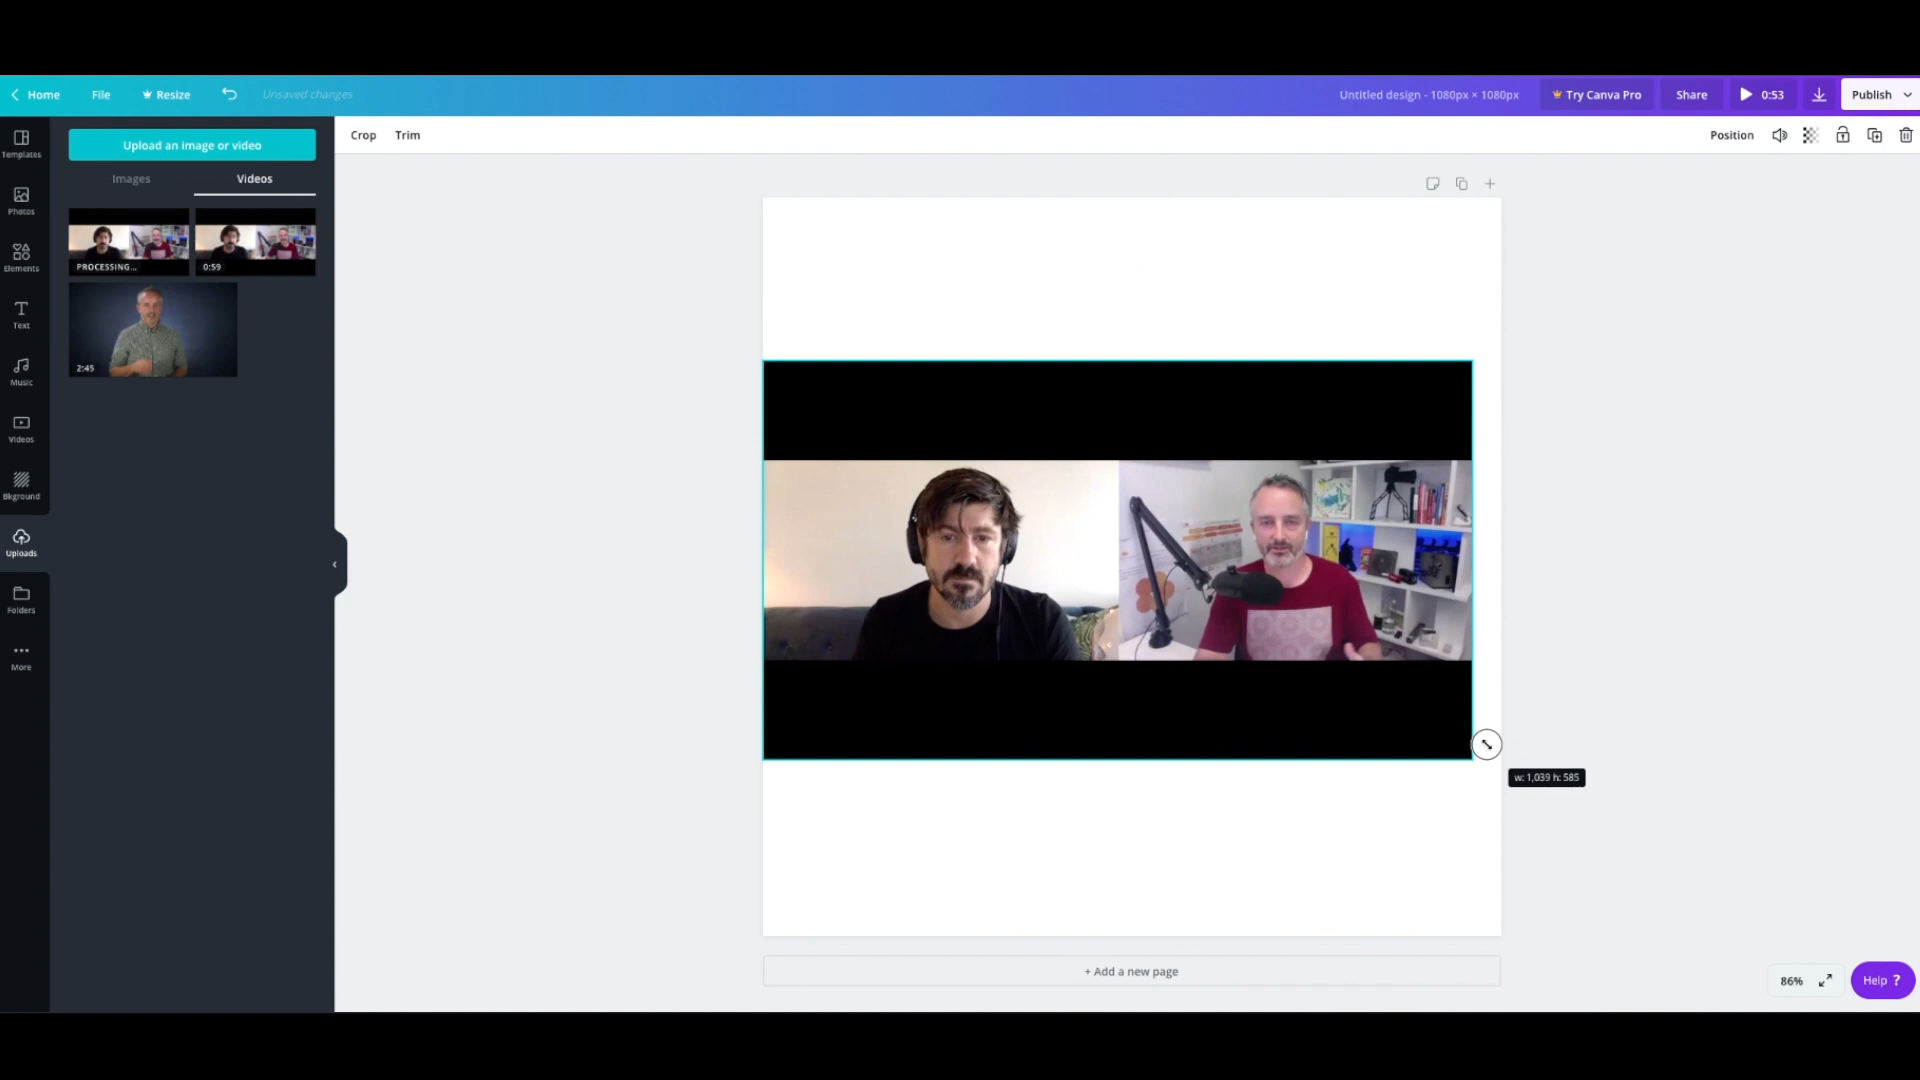 Home
File
Resize
Unsaved changes
Untitled design - 1080px × 1080px
Try Canva Pro
Share
0:53
Publish
Templates
Photos
Elements
Text
Music
Videos
Bkground
Uploads
Folders
More
Upload an image or video
Images
Videos
PROCESSING...
0:59
2:45
Crop
Trim
Position
w: 1,039 h: 585
+ Add a new page
86%
Help ?